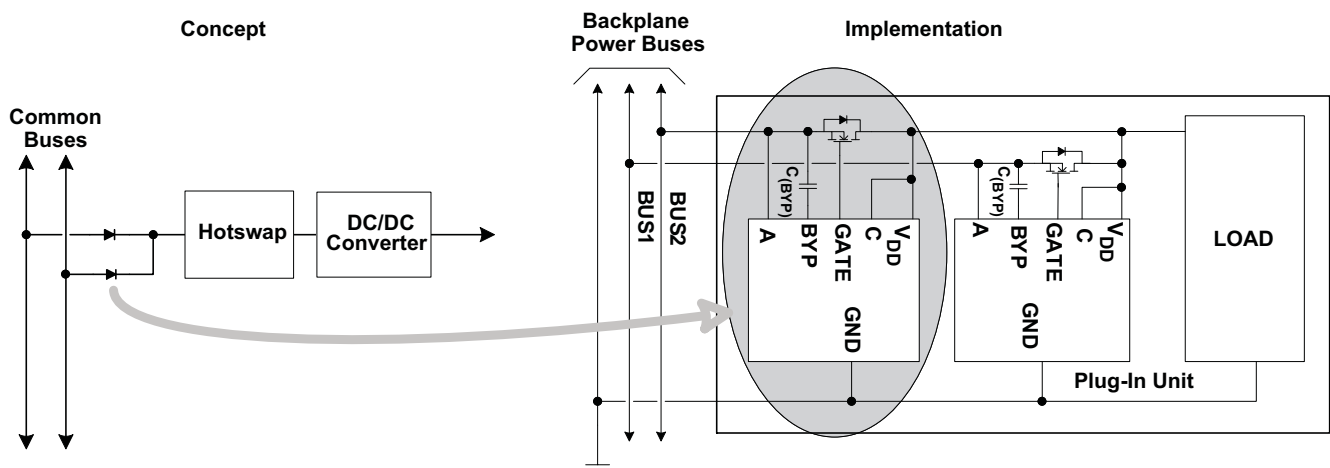 Concept
Backplane
Power Buses
Implementation
Common
Buses
Hotswap
DC/DC
Converter
BUS1
BUS2
C(BYP)
A
BYP
GATE
C
VDD
GND
C(BYP)
A
BYP
GATE
C
VDD
GND
LOAD
Plug-In Unit